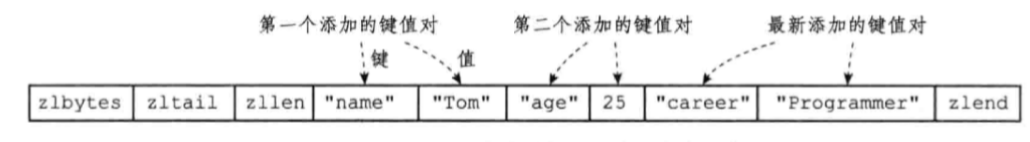 第一个添加的键值对 第二个添加的键值对 最新添加的键值对
键 值
zlbytes zltail zllen "name" "Tom" "age" 25 "career" "Programmer" zlend